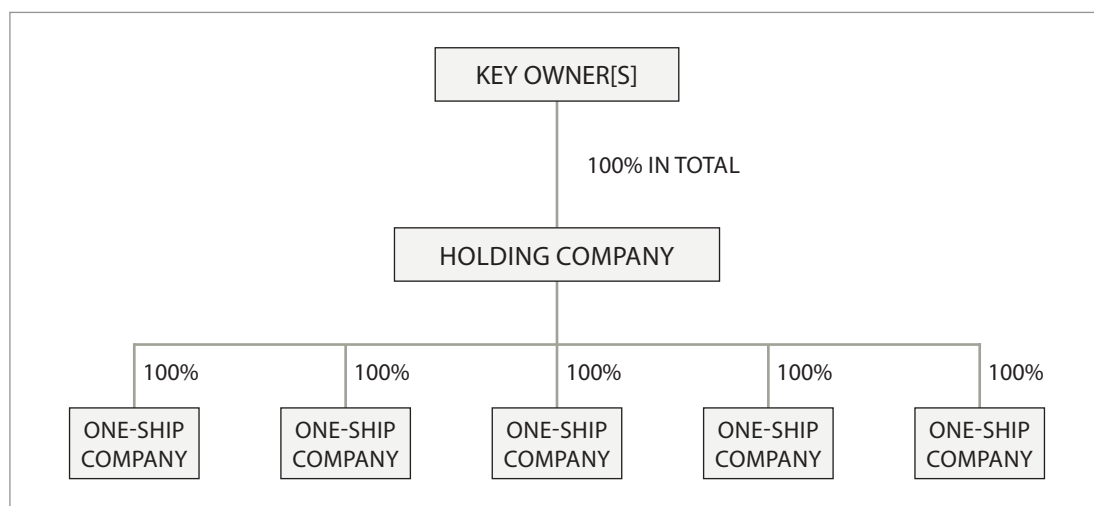 KEY OWNER[S]
100% IN TOTAL
HOLDING COMPANY
100%
100%
100%
100%
100%
ONE-SHIP
COMPANY
ONE-SHIP
COMPANY
ONE-SHIP
COMPANY
ONE-SHIP
COMPANY
ONE-SHIP
COMPANY